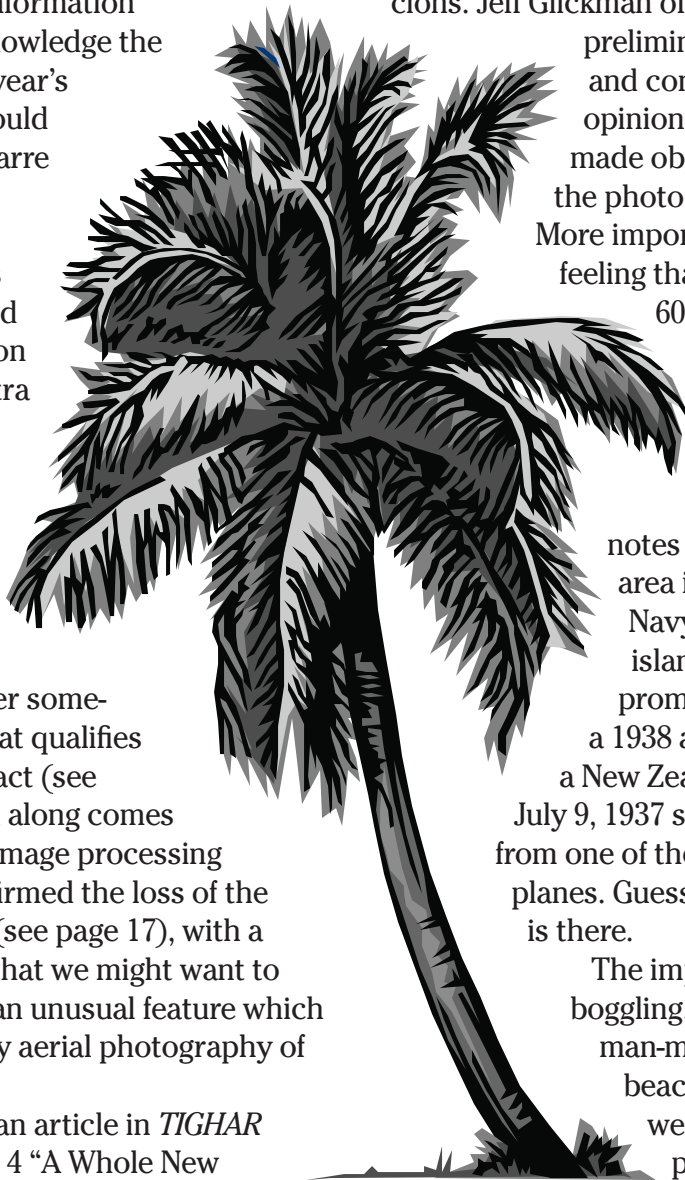 nformation
nowledge the
year's
ould
arre
d
on
tra
er some-
at qualifies
act (see
along comes
mage processing
irmed the loss of the
(see page 17), with a
hat we might want to
an unusual feature which
y aerial photography of
an article in TIGHAR
4 “A Whole New
cions. Jeff Glickman of
prelimin
and con
opinion
made ob
the photo
More impor
feeling tha
60
notes
area i
Navy
islan
prom
a 1938 a
a New Zea
July 9, 1937 s
from one of the
planes. Guess
is there.
The imp
boggling
man-m
beac
we
p